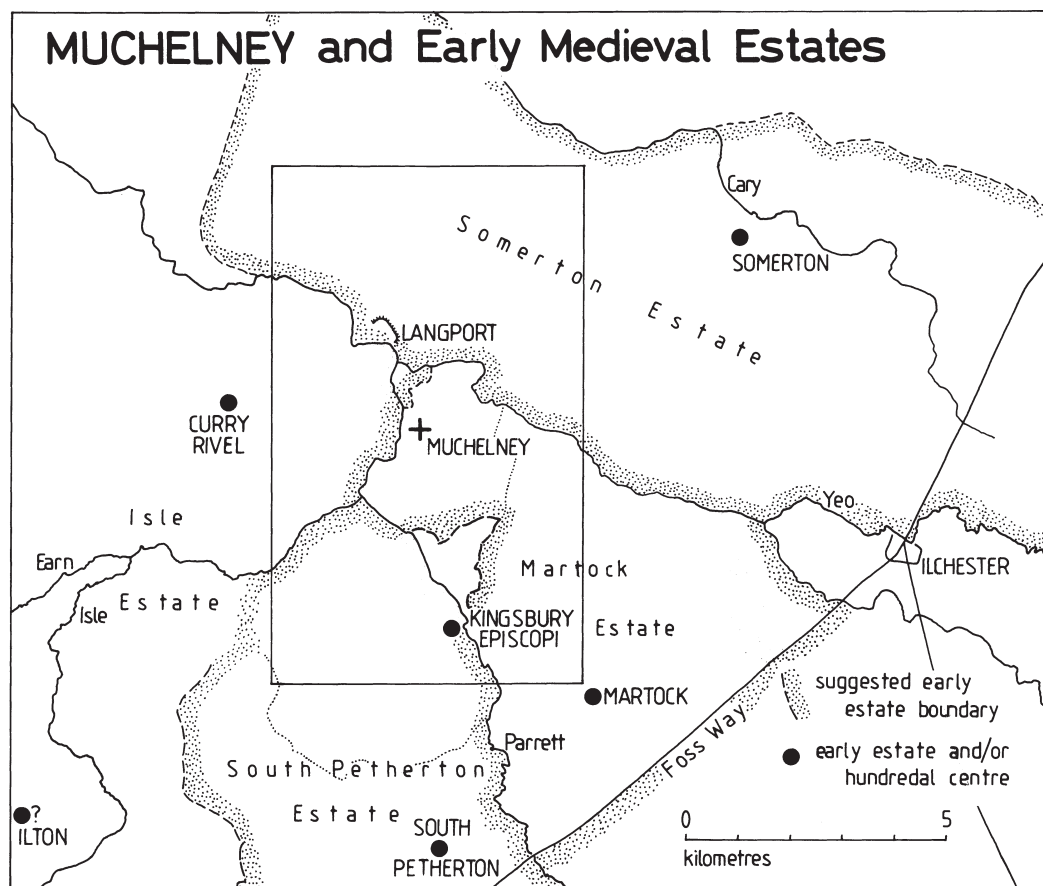 MUCHELNEY and Early Medieval Estates
Cary
Somerton Estate
SOMERTON
LANGPORT
CURRY
RIVEL
MUCHELNEY
Isle
Estate
Earn
Isle
Yeo
ILCHESTER
Martock
Estate
KINGSBURY
EPISCOPI
MARTOCK
suggested early
estate boundary
Foss Way
Parrett
early estate and/or
hundredal centre
South Petherton
Estate
?
ILTON
SOUTH
PETHERTON
0 5
kilometres